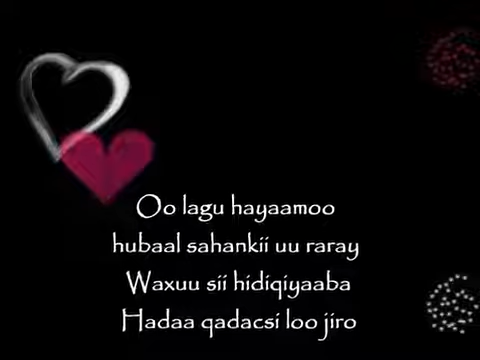 Oo lagu hayaamoo
hubaal sahankii uu raray
Waxuu sii hidiqiyaaba
Hadaa qadacsi loo jiro